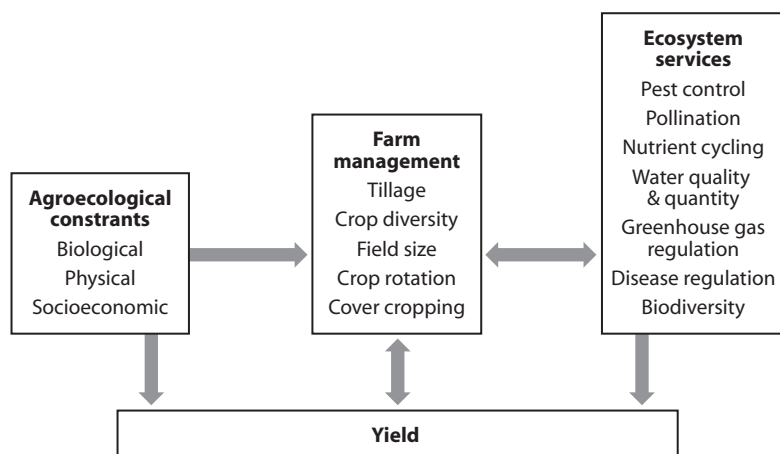 Agroecological
constrants
Biological
Physical
Socioeconomic
Farm
management
Tillage
Crop diversity
Field size
Crop rotation
Cover cropping
Ecosystem
services
Pest control
Pollination
Nutrient cycling
Water quality
& quantity
Greenhouse gas
regulation
Disease regulation
Biodiversity
Yield